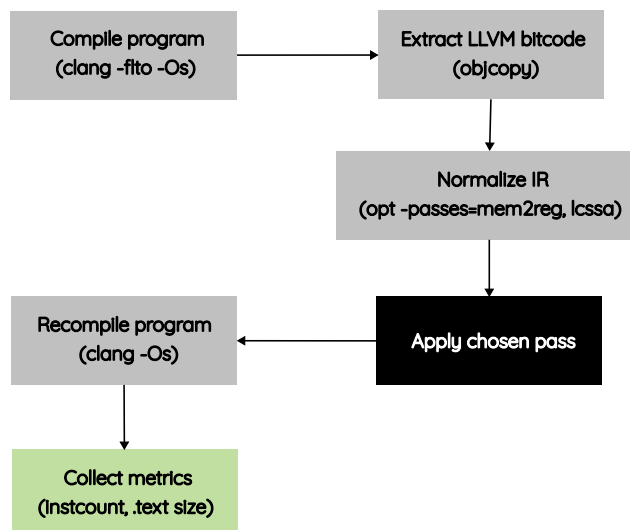 Compile program
(clang -flto -Os)
Extract LLVM bitcode
(objcopy)
Normalize IR
(opt -passes=mem2reg, lcssa)
Apply chosen pass
Recompile program
(clang -Os)
Collect metrics
(instcount, .text size)